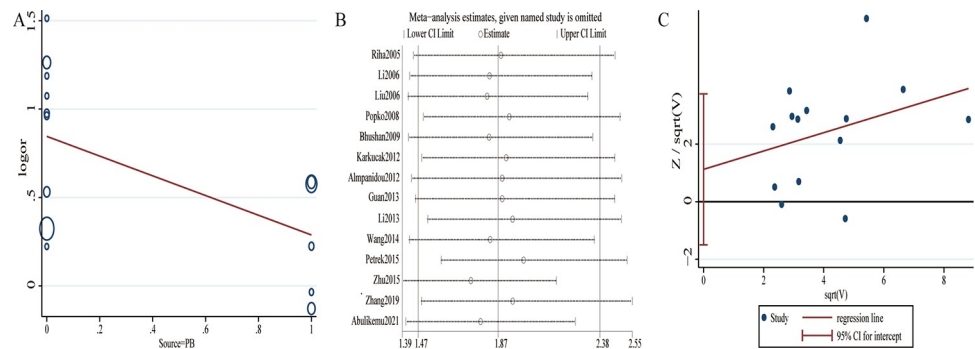 A
logor
1.5
1
.5
0
0
.2
.4
.6
.8
1
Source=PB
B
Meta-analysis estimates, given named study is omitted
Lower CI Limit
Estimate
Upper CI Limit
Riha2005
Li2006
Liu2006
Popko2008
Bhushan2009
Karkucak2012
Almpanidou2012
Guan2013
Li2013
Wang2014
Petrek2015
Zhu2015
Zhang2019
Abulikemu2021
1.39 1.47 1.87 2.38 2.55
C
Z / sqrt(V)
2
0
-2
0 2 4 6 8
sqrt(V)
Study
regression line
95% CI for intercept